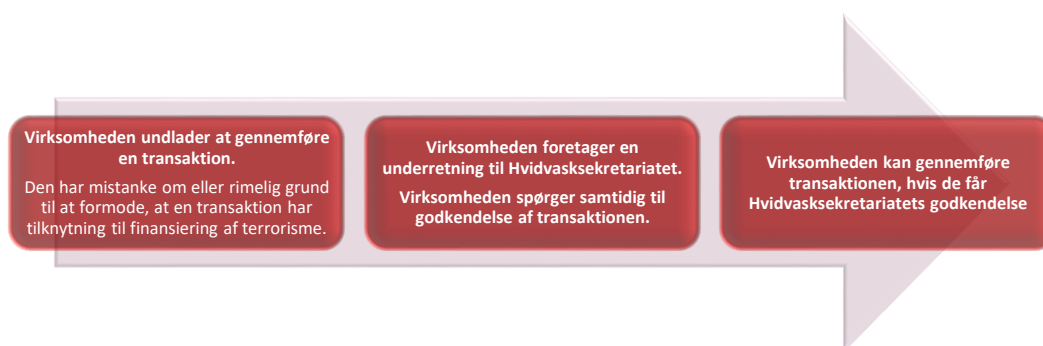 Virksomheden undlader at gennemføre
en transaktion.
Den har mistanke om eller rimelig grund
til at formode, at en transaktion har
tilknytning til finansiering af terrorisme.
Virksomheden foretager en
underretning til Hvidvasksekretariatet.
Virksomheden spørger samtidig til
godkendelse af transaktionen.
Virksomheden kan gennemføre
transaktionen, hvis de får
Hvidvasksekretariatets godkendelse